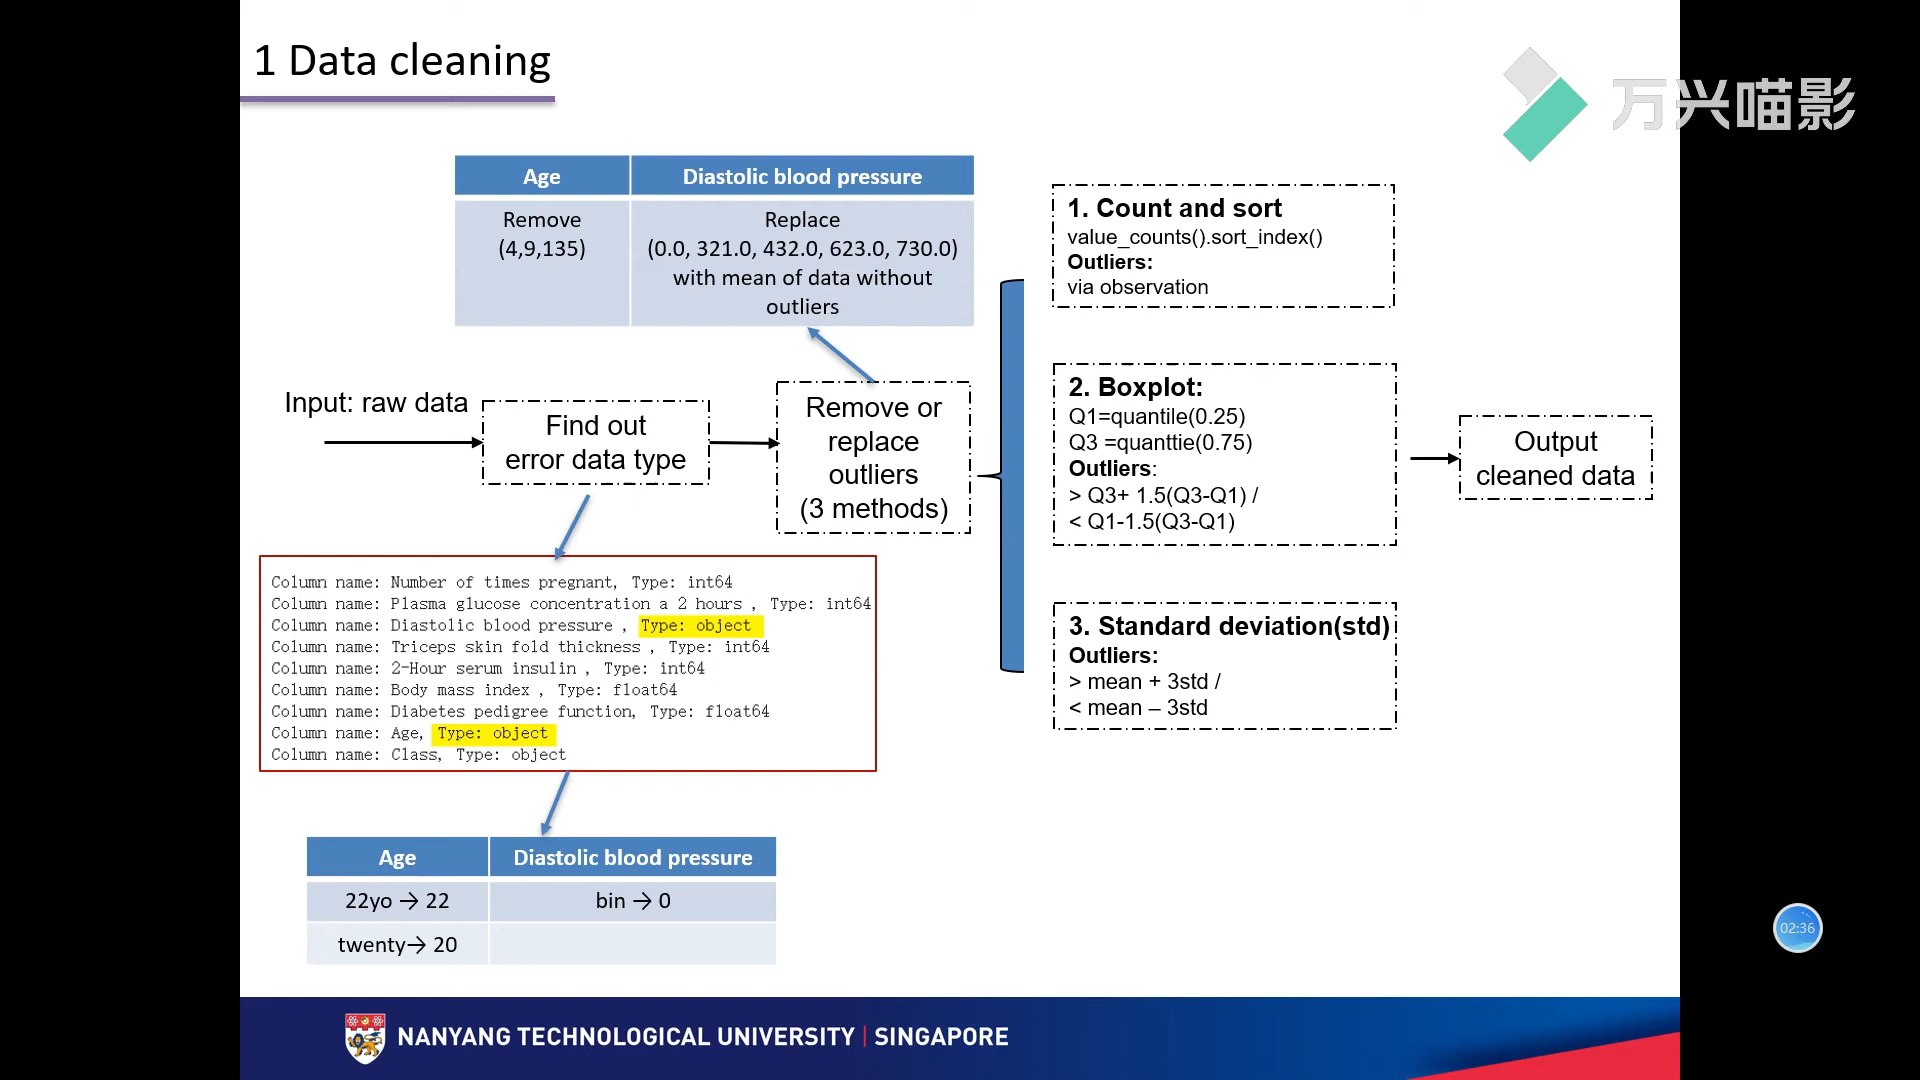 1 Data cleaning
万兴喵影
Age
Diastolic blood pressure
Remove
(4,9,135)
Replace
(0.0, 321.0, 432.0, 623.0, 730.0)
with mean of data without
outliers
Input: raw data
Find out
error data type
Remove or
replace
outliers
(3 methods)
1. Count and sort
value_counts().sort_index()
Outliers:
via observation
2. Boxplot:
Q1=quantile(0.25)
Q3 =quanttie(0.75)
Outliers:
> Q3+ 1.5(Q3-Q1) /
< Q1-1.5(Q3-Q1)
3. Standard deviation(std)
Outliers:
> mean + 3std /
< mean – 3std
Output
cleaned data
Column name: Number of times pregnant, Type: int64
Column name: Plasma glucose concentration a 2 hours , Type: int64
Column name: Diastolic blood pressure , Type: object
Column name: Triceps skin fold thickness , Type: int64
Column name: 2-Hour serum insulin , Type: int64
Column name: Body mass index , Type: float64
Column name: Diabetes pedigree function, Type: float64
Column name: Age, Type: object
Column name: Class, Type: object
Age
Diastolic blood pressure
22yo → 22
bin → 0
twenty→ 20
02:36
NANYANG TECHNOLOGICAL UNIVERSITY | SINGAPORE